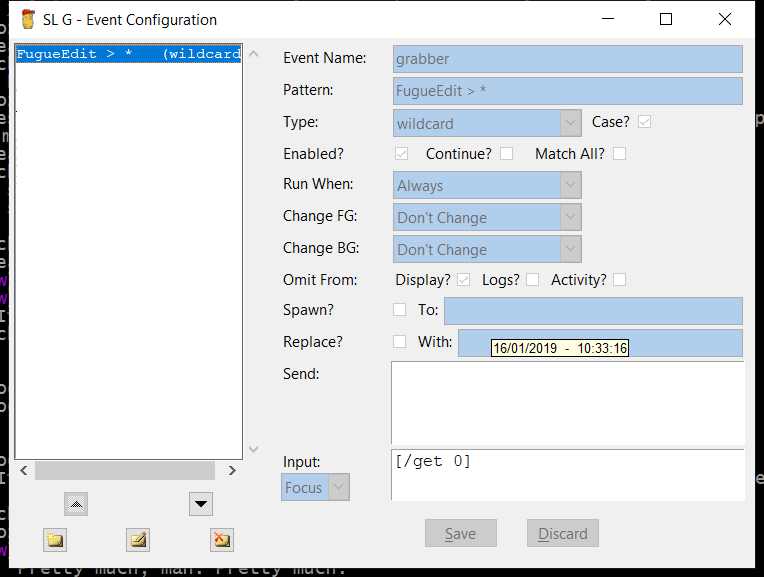 SL G - Event Configuration
FugueEdit > * (wildcard
Event Name: grabber
Pattern: FugueEdit > *
Type: wildcard Case?
Enabled? Continue? Match All?
Run When: Always
Change FG: Don't Change
Change BG: Don't Change
Omit From: Display? Logs? Activity?
Spawn? To:
Replace? With:
16/01/2019 - 10:33:16
Send:
Input:
[/get 0]
Focus
Save Discard
Pretty much, man. Pretty much.